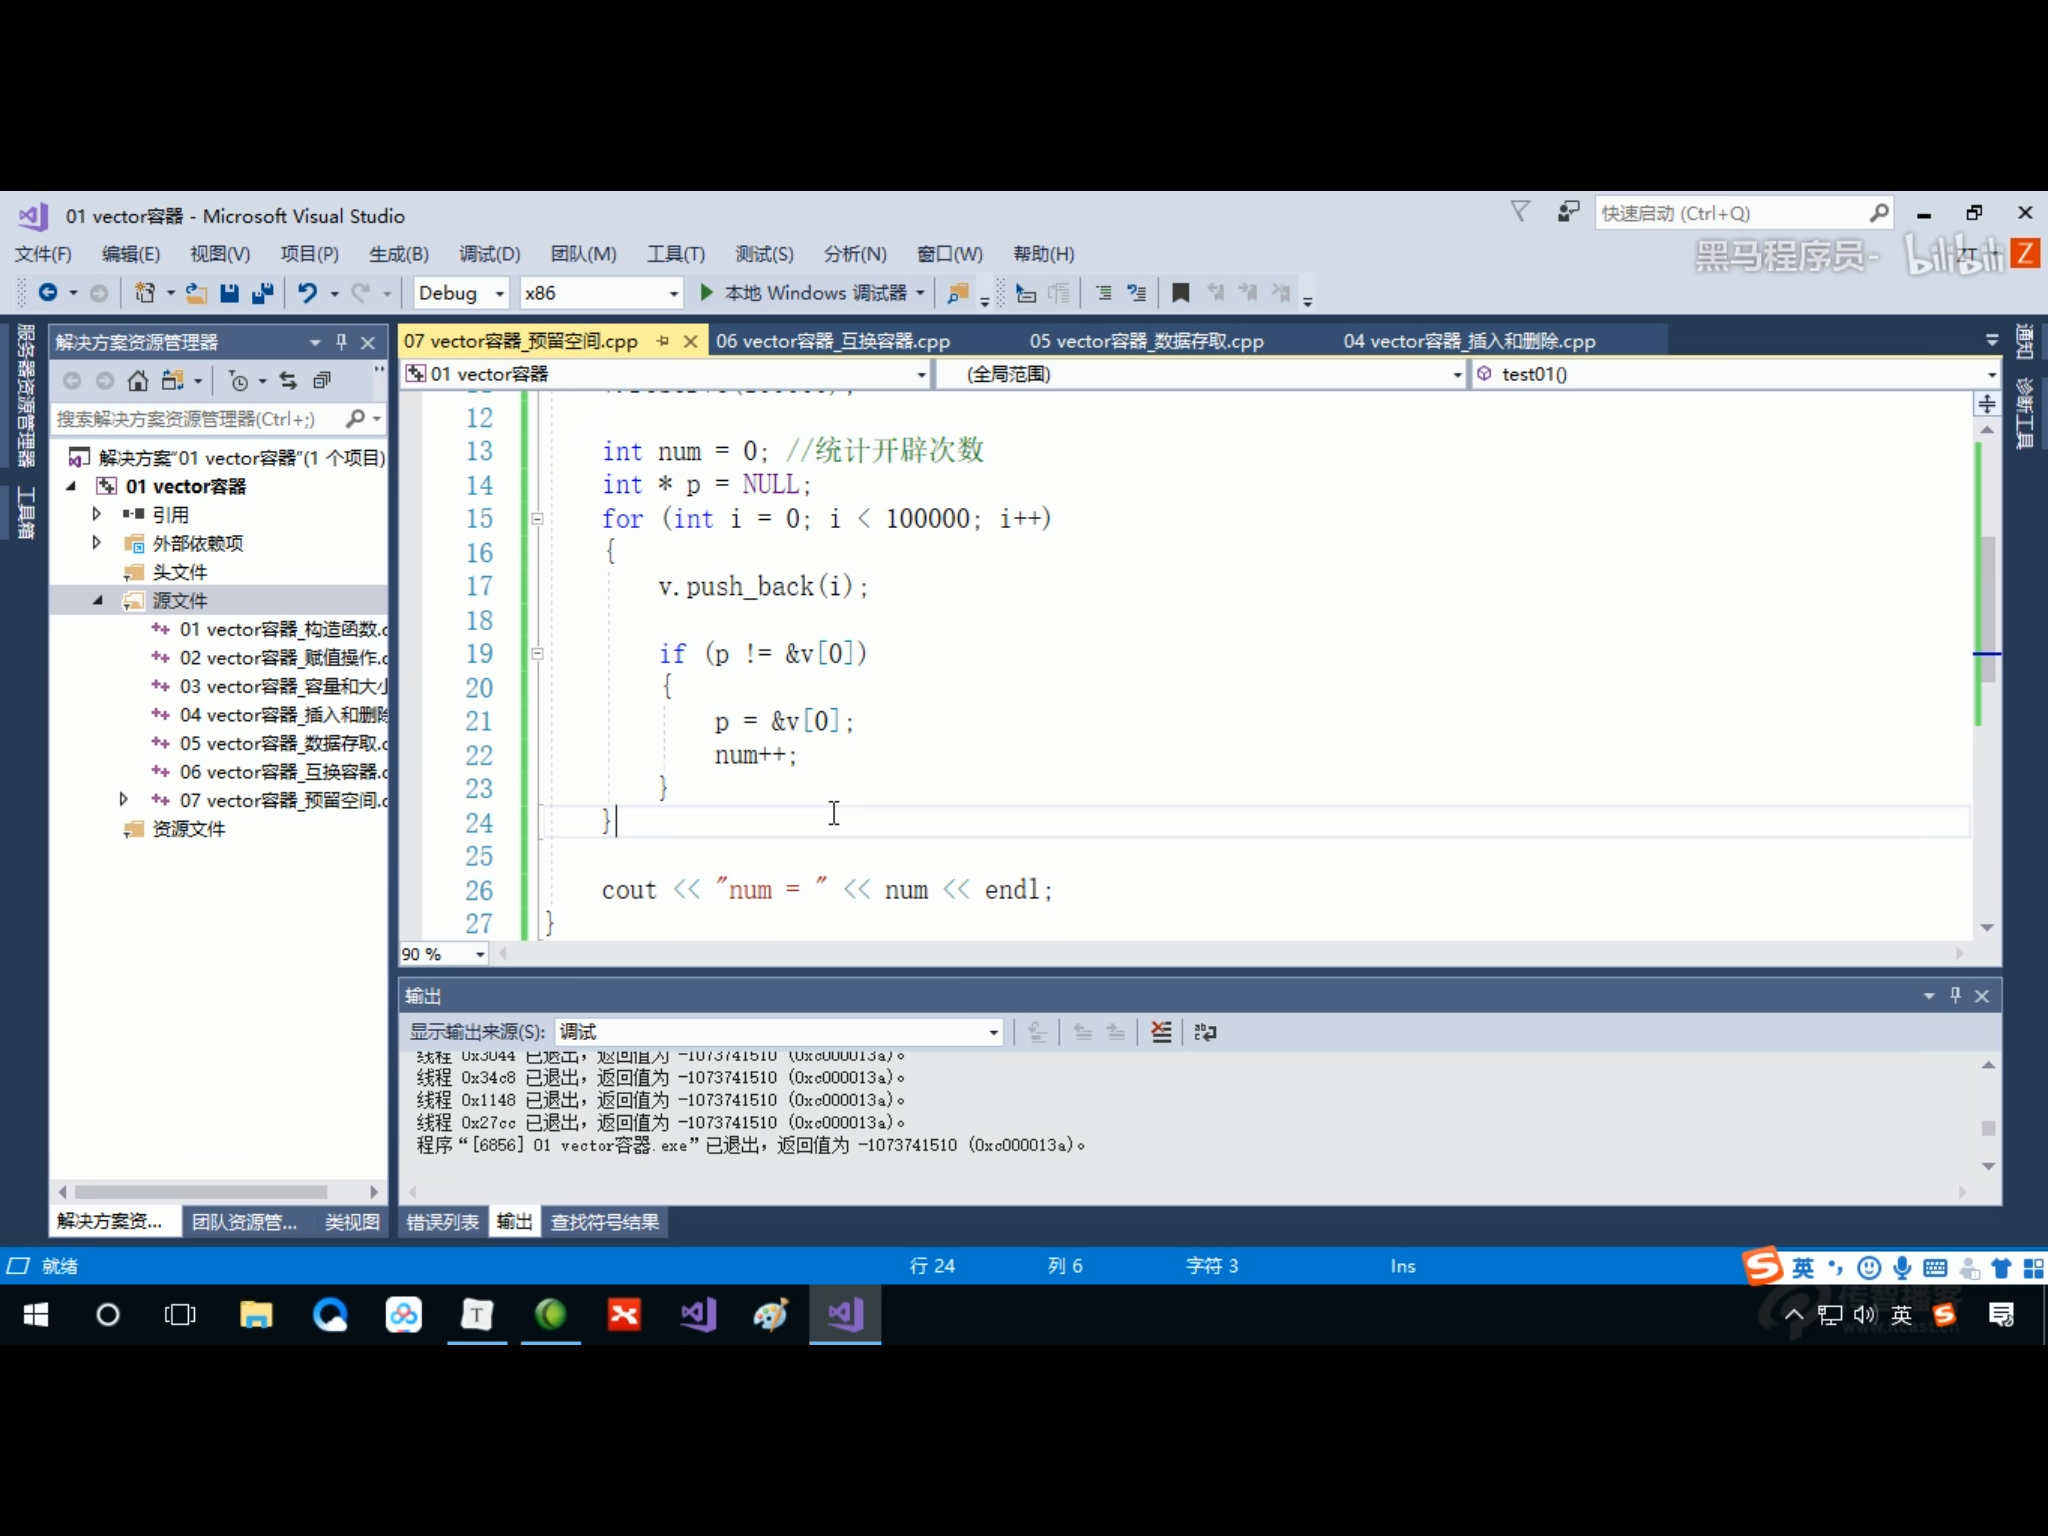 01 vector容器 - Microsoft Visual Studio
快速启动 (Ctrl+Q)
文件(F) 编辑(E) 视图(V) 项目(P) 生成(B) 调试(D) 团队(M) 工具(T) 测试(S) 分析(N) 窗口(W) 帮助(H)
黑马程序员- bilibili
Z
Debug x86 本地 Windows 调试器
服务器资源管理器
工具箱
解决方案资源管理器
搜索解决方案资源管理器(Ctrl+;)
解决方案"01 vector容器"(1 个项目)
01 vector容器
引用
外部依赖项
头文件
源文件
01 vector容器_构造函数.c
02 vector容器_赋值操作.c
03 vector容器_容量和大小
04 vector容器_插入和删除
05 vector容器_数据存取.c
06 vector容器_互换容器.c
07 vector容器_预留空间.c
资源文件
解决方案资... 团队资源管... 类视图
07 vector容器_预留空间.cpp 06 vector容器_互换容器.cpp 05 vector容器_数据存取.cpp 04 vector容器_插入和删除.cpp
01 vector容器 (全局范围) test01()
12
13 int num = 0; //统计开辟次数
14 int * p = NULL;
15 for (int i = 0; i < 100000; i++)
16 {
17 v.push_back(i);
18
19 if (p != &v[0])
20 {
21 p = &v[0];
22 num++;
23 }
24 }
25
26 cout << "num = " << num << endl;
27 }
90 %
输出
显示输出来源(S): 调试
线程 0x3044 已退出，返回值为 -1073741510 (0xc000013a)。
线程 0x34c8 已退出，返回值为 -1073741510 (0xc000013a)。
线程 0x1148 已退出，返回值为 -1073741510 (0xc000013a)。
线程 0x27cc 已退出，返回值为 -1073741510 (0xc000013a)。
程序“[6856] 01 vector容器.exe”已退出，返回值为 -1073741510 (0xc000013a)。
错误列表 输出 查找符号结果
通知
诊断工具
就绪 行 24 列 6 字符 3 Ins
英
传智播客
英